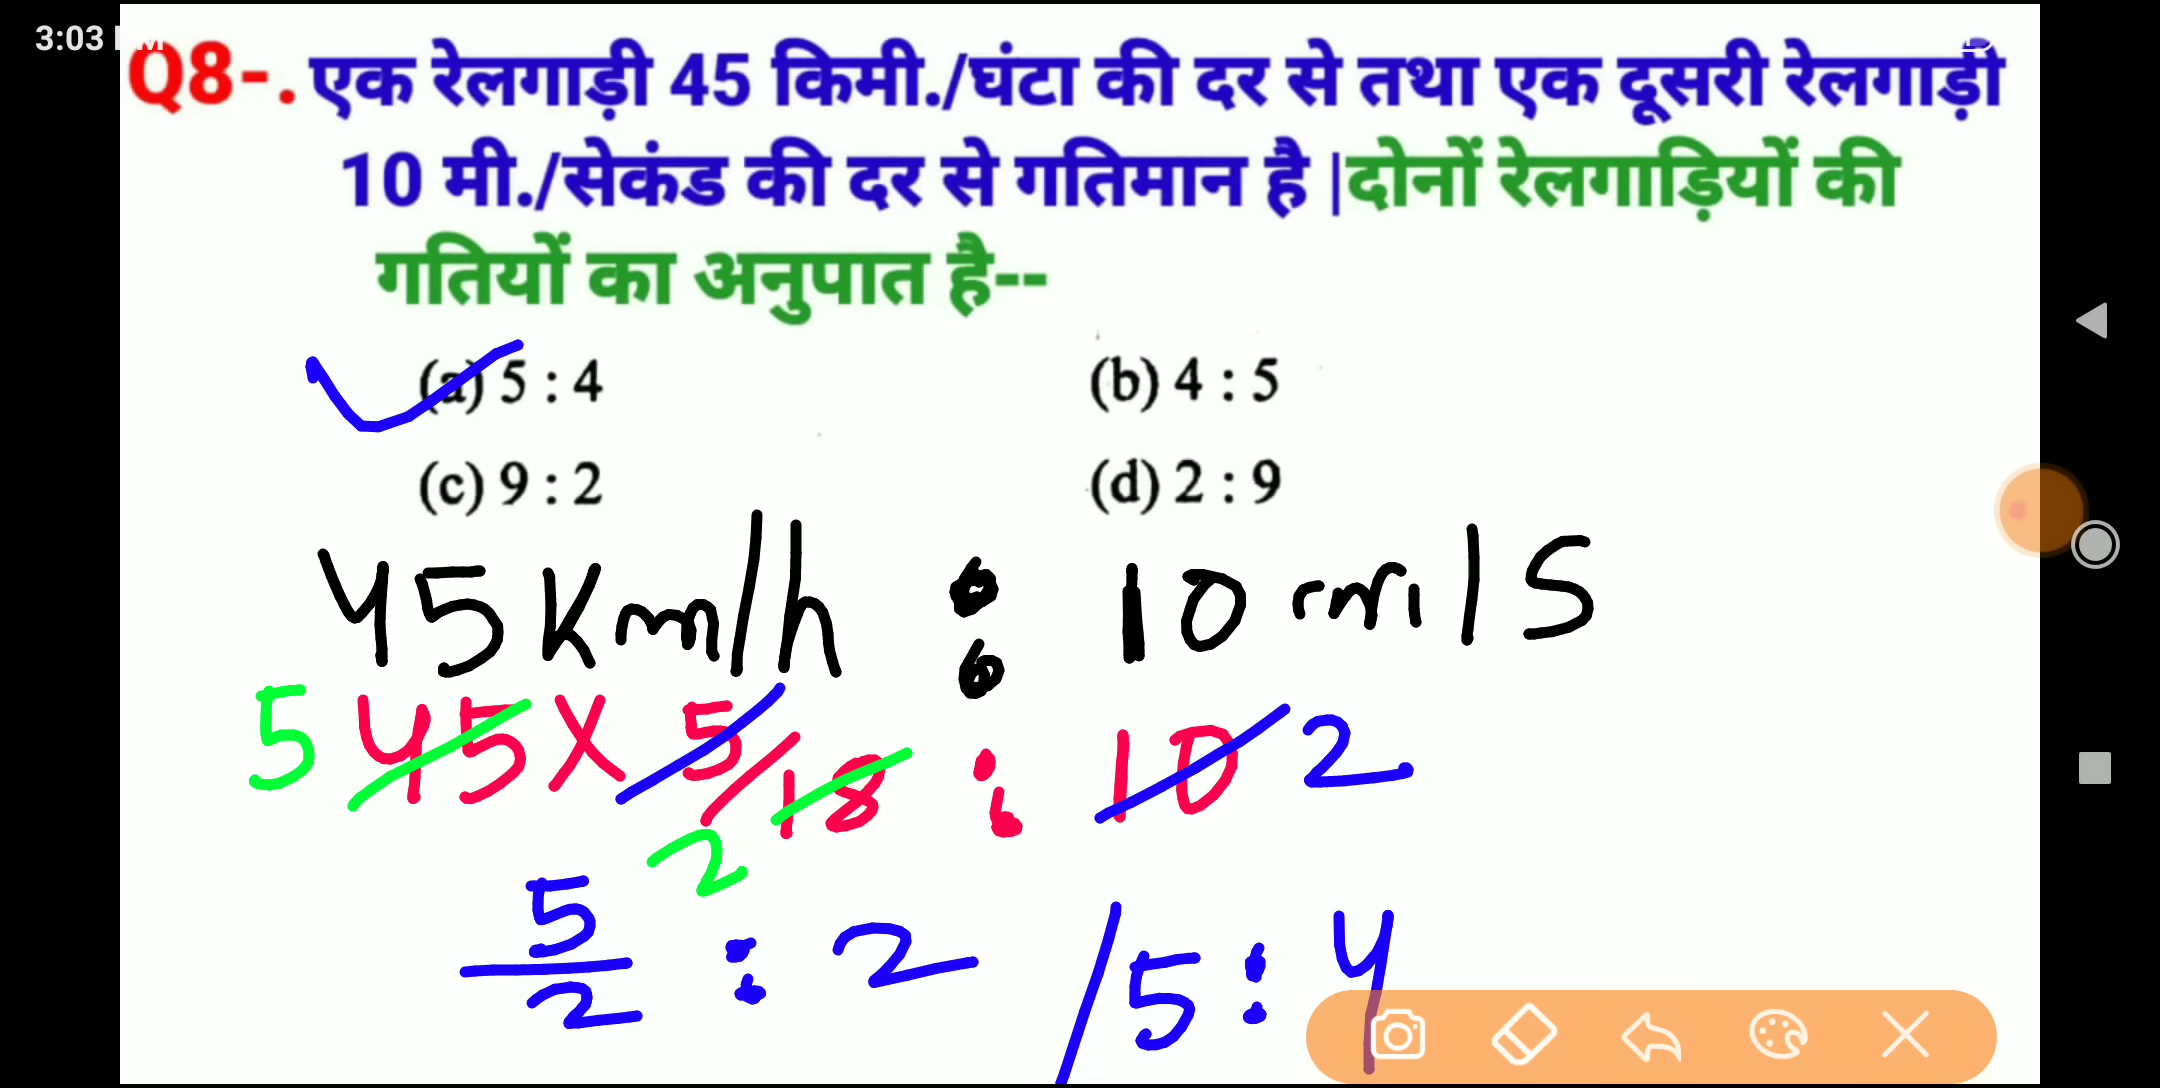 3:03 PM
Q8-. एक रेलगाड़ी 45 किमी./घंटा की दर से तथा एक दूसरी रेलगाड़ी
10 मी./सेकंड की दर से गतिमान है |दोनों रेलगाड़ियों की
गतियों का अनुपात है--
(a) 5 : 4 (b) 4 : 5
(c) 9 : 2 (d) 2 : 9
45 Km/h : 10 m/S
5 45 X 5/18 : 10 2
2
5/2 : 2 / 5 : 4